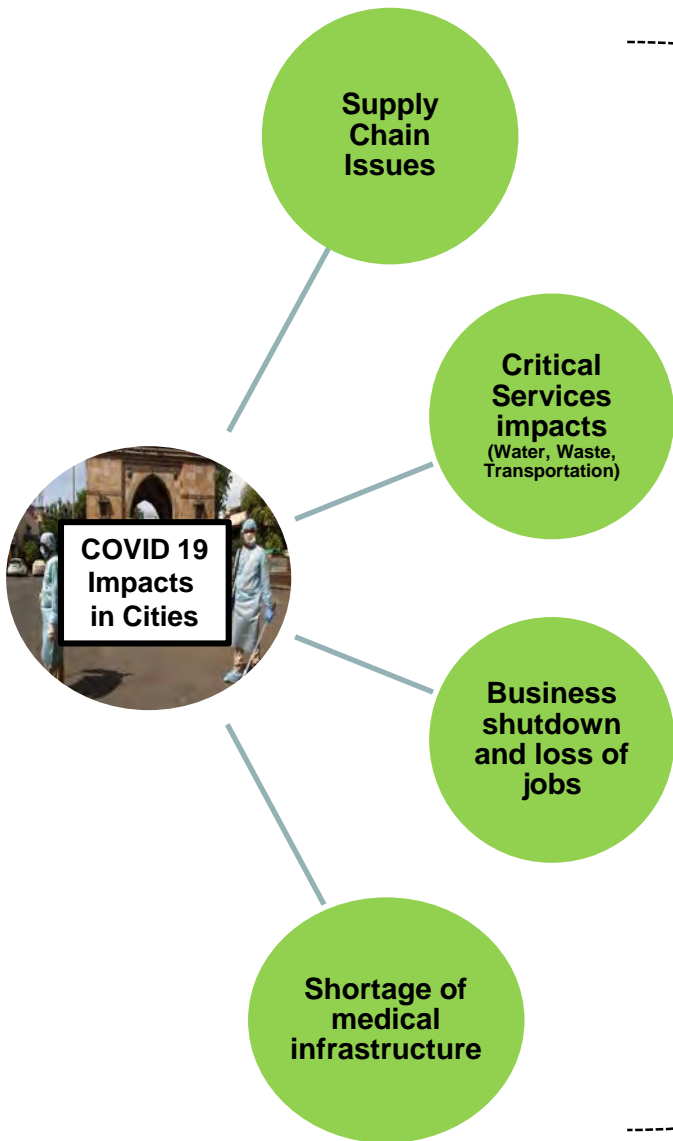 Supply
Chain
Issues
Critical
Services
impacts
(Water, Waste,
Transportation)
COVID 19
Impacts
in Cities
Business
shutdown
and loss of
jobs
Shortage of
medical
infrastructure